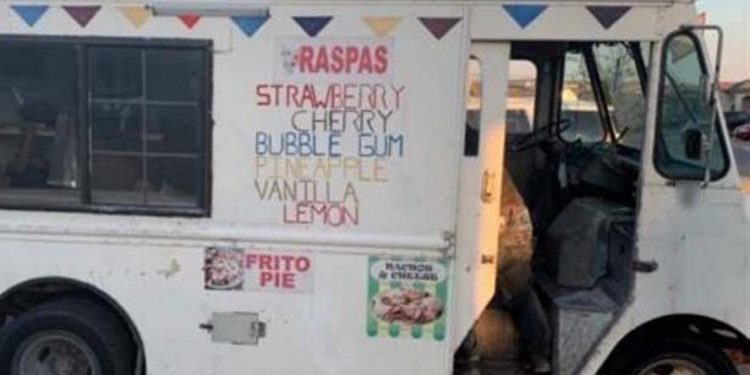 RASPAS
STRAWBERRY
CHERRY
BUBBLE GUM
PINEAPPLE
VANILLA
LEMON
FRITO
PIE
NACHOS
& CHEESE